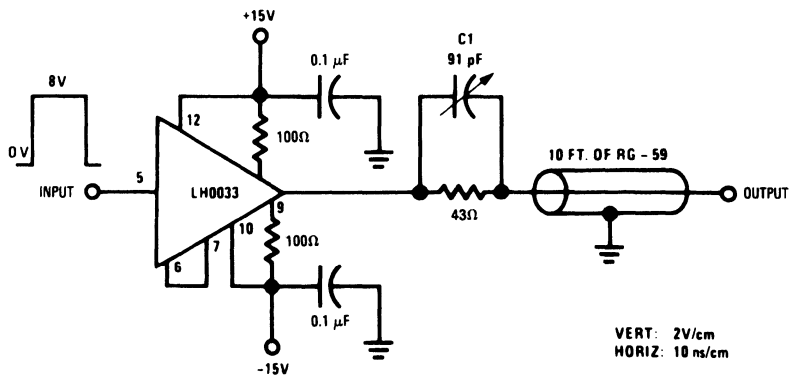 +15V
C1
91 pF
0.1 µF
8V
0V
12
100Ω
10 FT. OF RG - 59
5
INPUT
LH0033
OUTPUT
43Ω
9
10
100Ω
7
6
0.1 µF
-15V
VERT: 2V/cm
HORIZ: 10 ns/cm